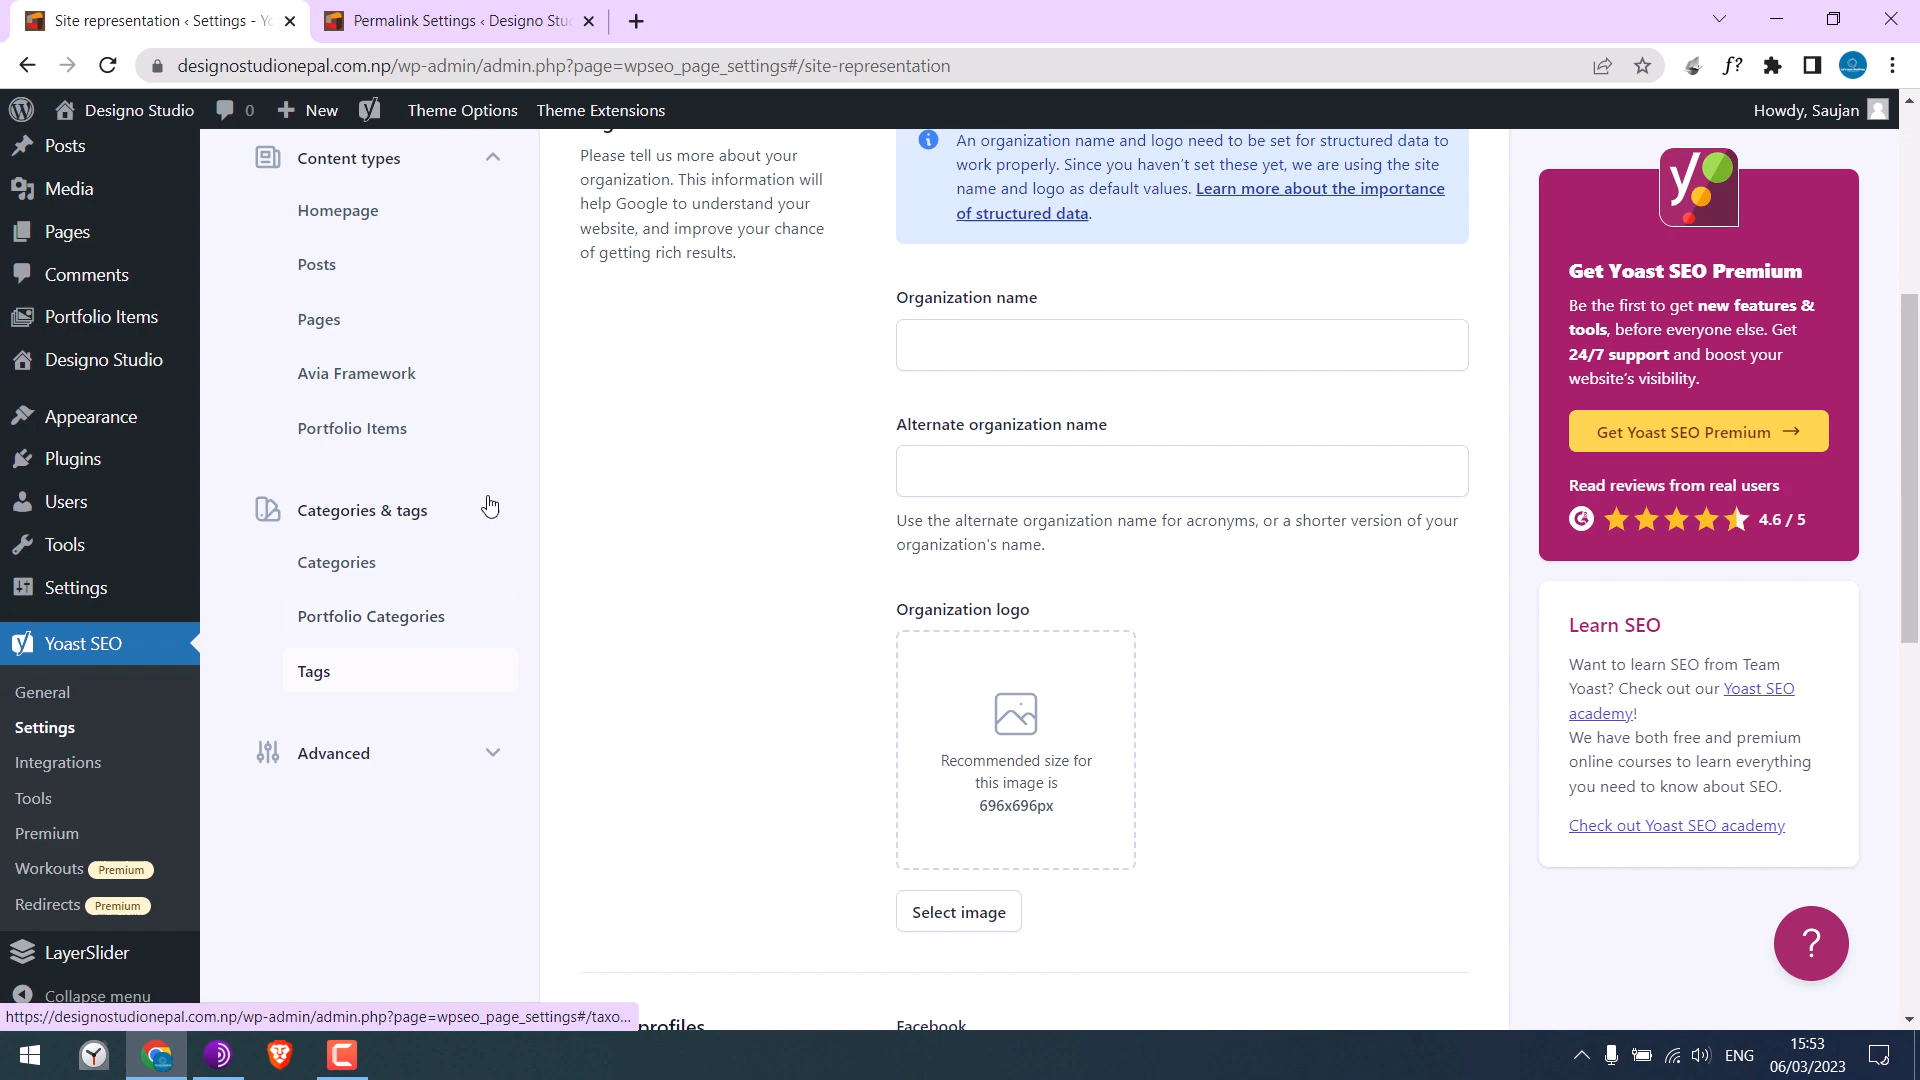 Site representation ‹ Settings - Yo
Permalink Settings ‹ Designo Stu
designostudionepal.com.np/wp-admin/admin.php?page=wpseo_page_settings#/site-representation
f?
Designo Studio
0
New
Theme Options
Theme Extensions
Howdy, Saujan
Posts
Media
Pages
Comments
Portfolio Items
Designo Studio
Appearance
Plugins
Users
Tools
Settings
Yoast SEO
General
Settings
Integrations
Tools
Premium
Workouts Premium
Redirects Premium
LayerSlider
Collapse menu
Content types
Homepage
Posts
Pages
Avia Framework
Portfolio Items
Categories & tags
Categories
Portfolio Categories
Tags
Advanced
Please tell us more about your
organization. This information will
help Google to understand your
website, and improve your chance
of getting rich results.
An organization name and logo need to be set for structured data to
work properly. Since you haven't set these yet, we are using the site
name and logo as default values. Learn more about the importance
of structured data.
Organization name
Alternate organization name
Use the alternate organization name for acronyms, or a shorter version of your
organization's name.
Organization logo
Recommended size for
this image is
696x696px
Select image
profiles
Facebook
Get Yoast SEO Premium
Be the first to get new features &
tools, before everyone else. Get
24/7 support and boost your
website's visibility.
Get Yoast SEO Premium →
Read reviews from real users
4.6 / 5
Learn SEO
Want to learn SEO from Team
Yoast? Check out our Yoast SEO
academy!
We have both free and premium
online courses to learn everything
you need to know about SEO.
Check out Yoast SEO academy
?
https://designostudionepal.com.np/wp-admin/admin.php?page=wpseo_page_settings#/taxo...
ENG
15:53
06/03/2023